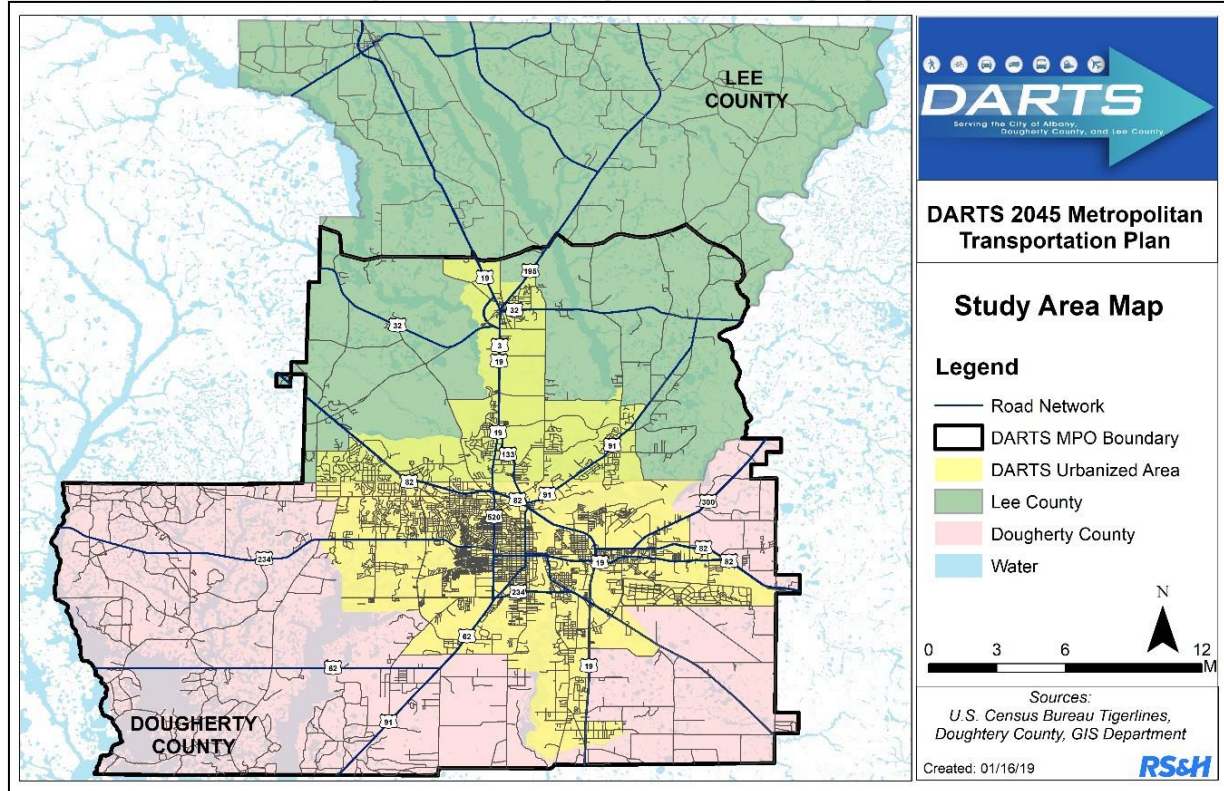 LEE
COUNTY
19
195
32
32
3
19
19
133
91
82
82
91
300
520
234
82
19
82
234
62
82
19
91
DOUGHERTY
COUNTY
DARTS
Serving the City of Albany,
Dougherty County, and Lee County
DARTS 2045 Metropolitan
Transportation Plan
Study Area Map
Legend
Road Network
DARTS MPO Boundary
DARTS Urbanized Area
Lee County
Dougherty County
Water
N
0 3 6 12
M
Sources:
U.S. Census Bureau Tigerlines,
Doughtery County, GIS Department
Created: 01/16/19
RS&H